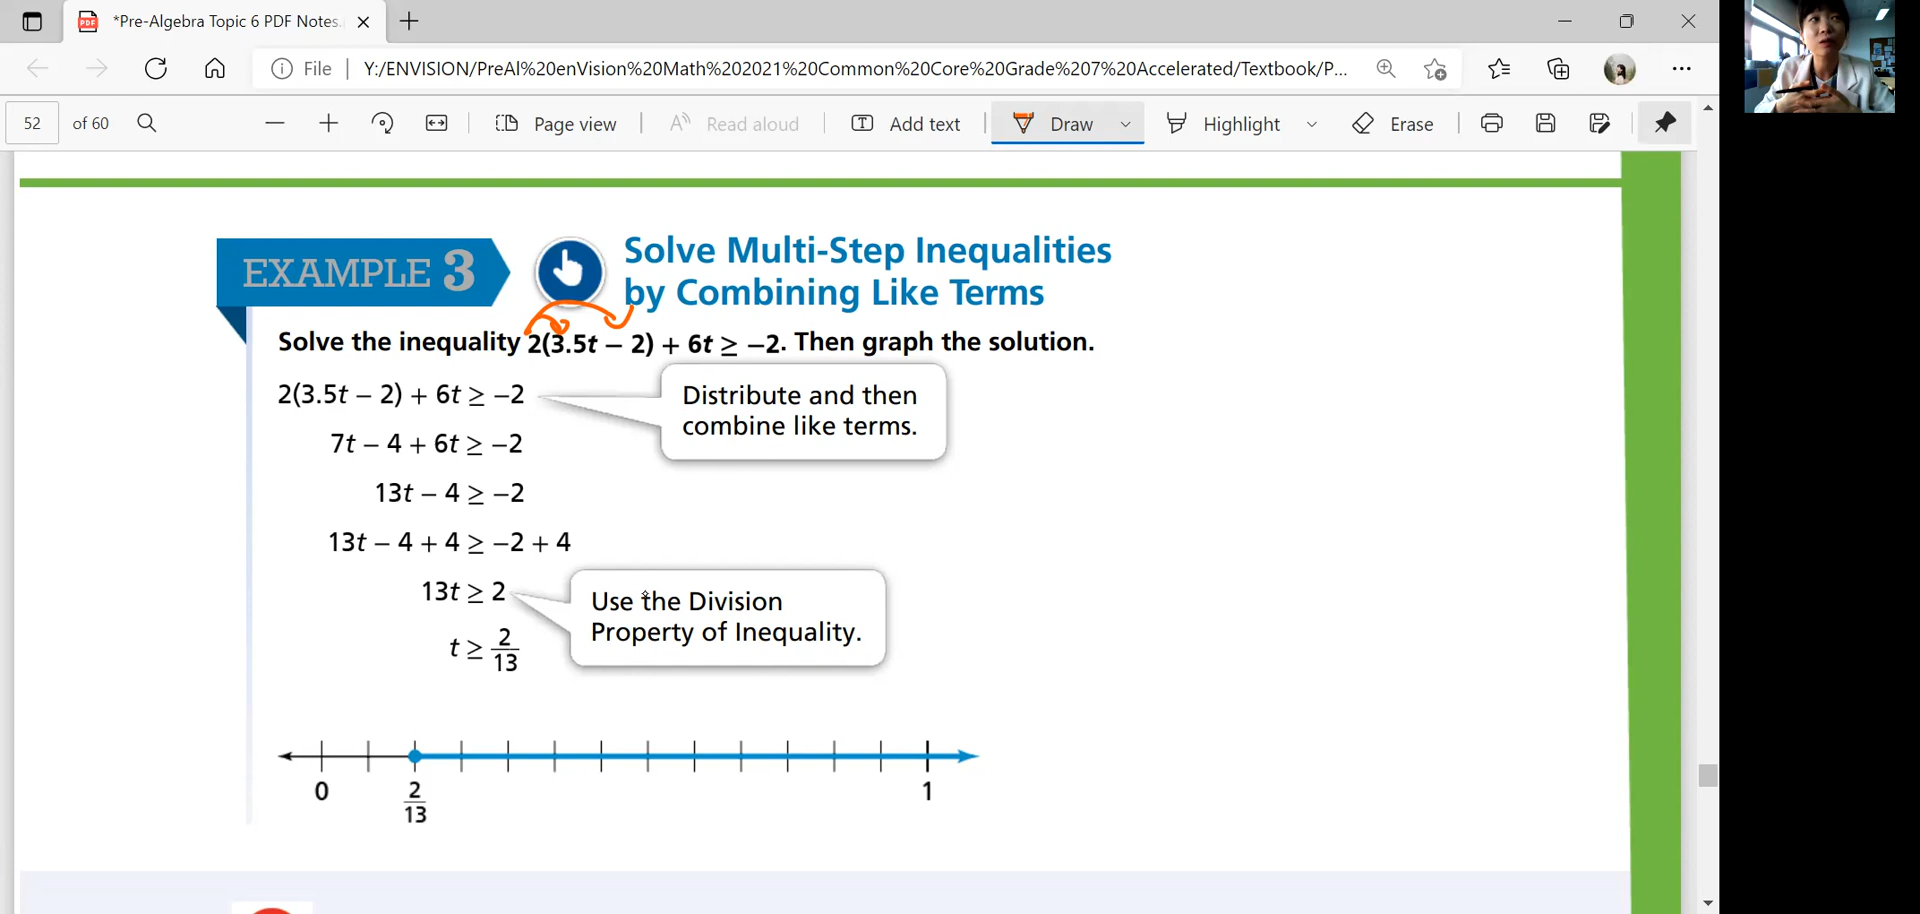 *Pre-Algebra Topic 6 PDF Notes.
File
Y:/ENVISION/PreAl%20enVision%20Math%202021%20Common%20Core%20Grade%207%20Accelerated/Textbook/P...
52 of 60
Page view
Read aloud
Add text
Draw
Highlight
Erase
EXAMPLE 3
Solve Multi-Step Inequalities
by Combining Like Terms
Solve the inequality 2(3.5t − 2) + 6t ≥ −2. Then graph the solution.
2(3.5t − 2) + 6t ≥ −2
Distribute and then
combine like terms.
7t − 4 + 6t ≥ −2
13t − 4 ≥ −2
13t − 4 + 4 ≥ −2 + 4
13t ≥ 2
Use the Division
Property of Inequality.
t ≥ 2/13
0 2/13 1